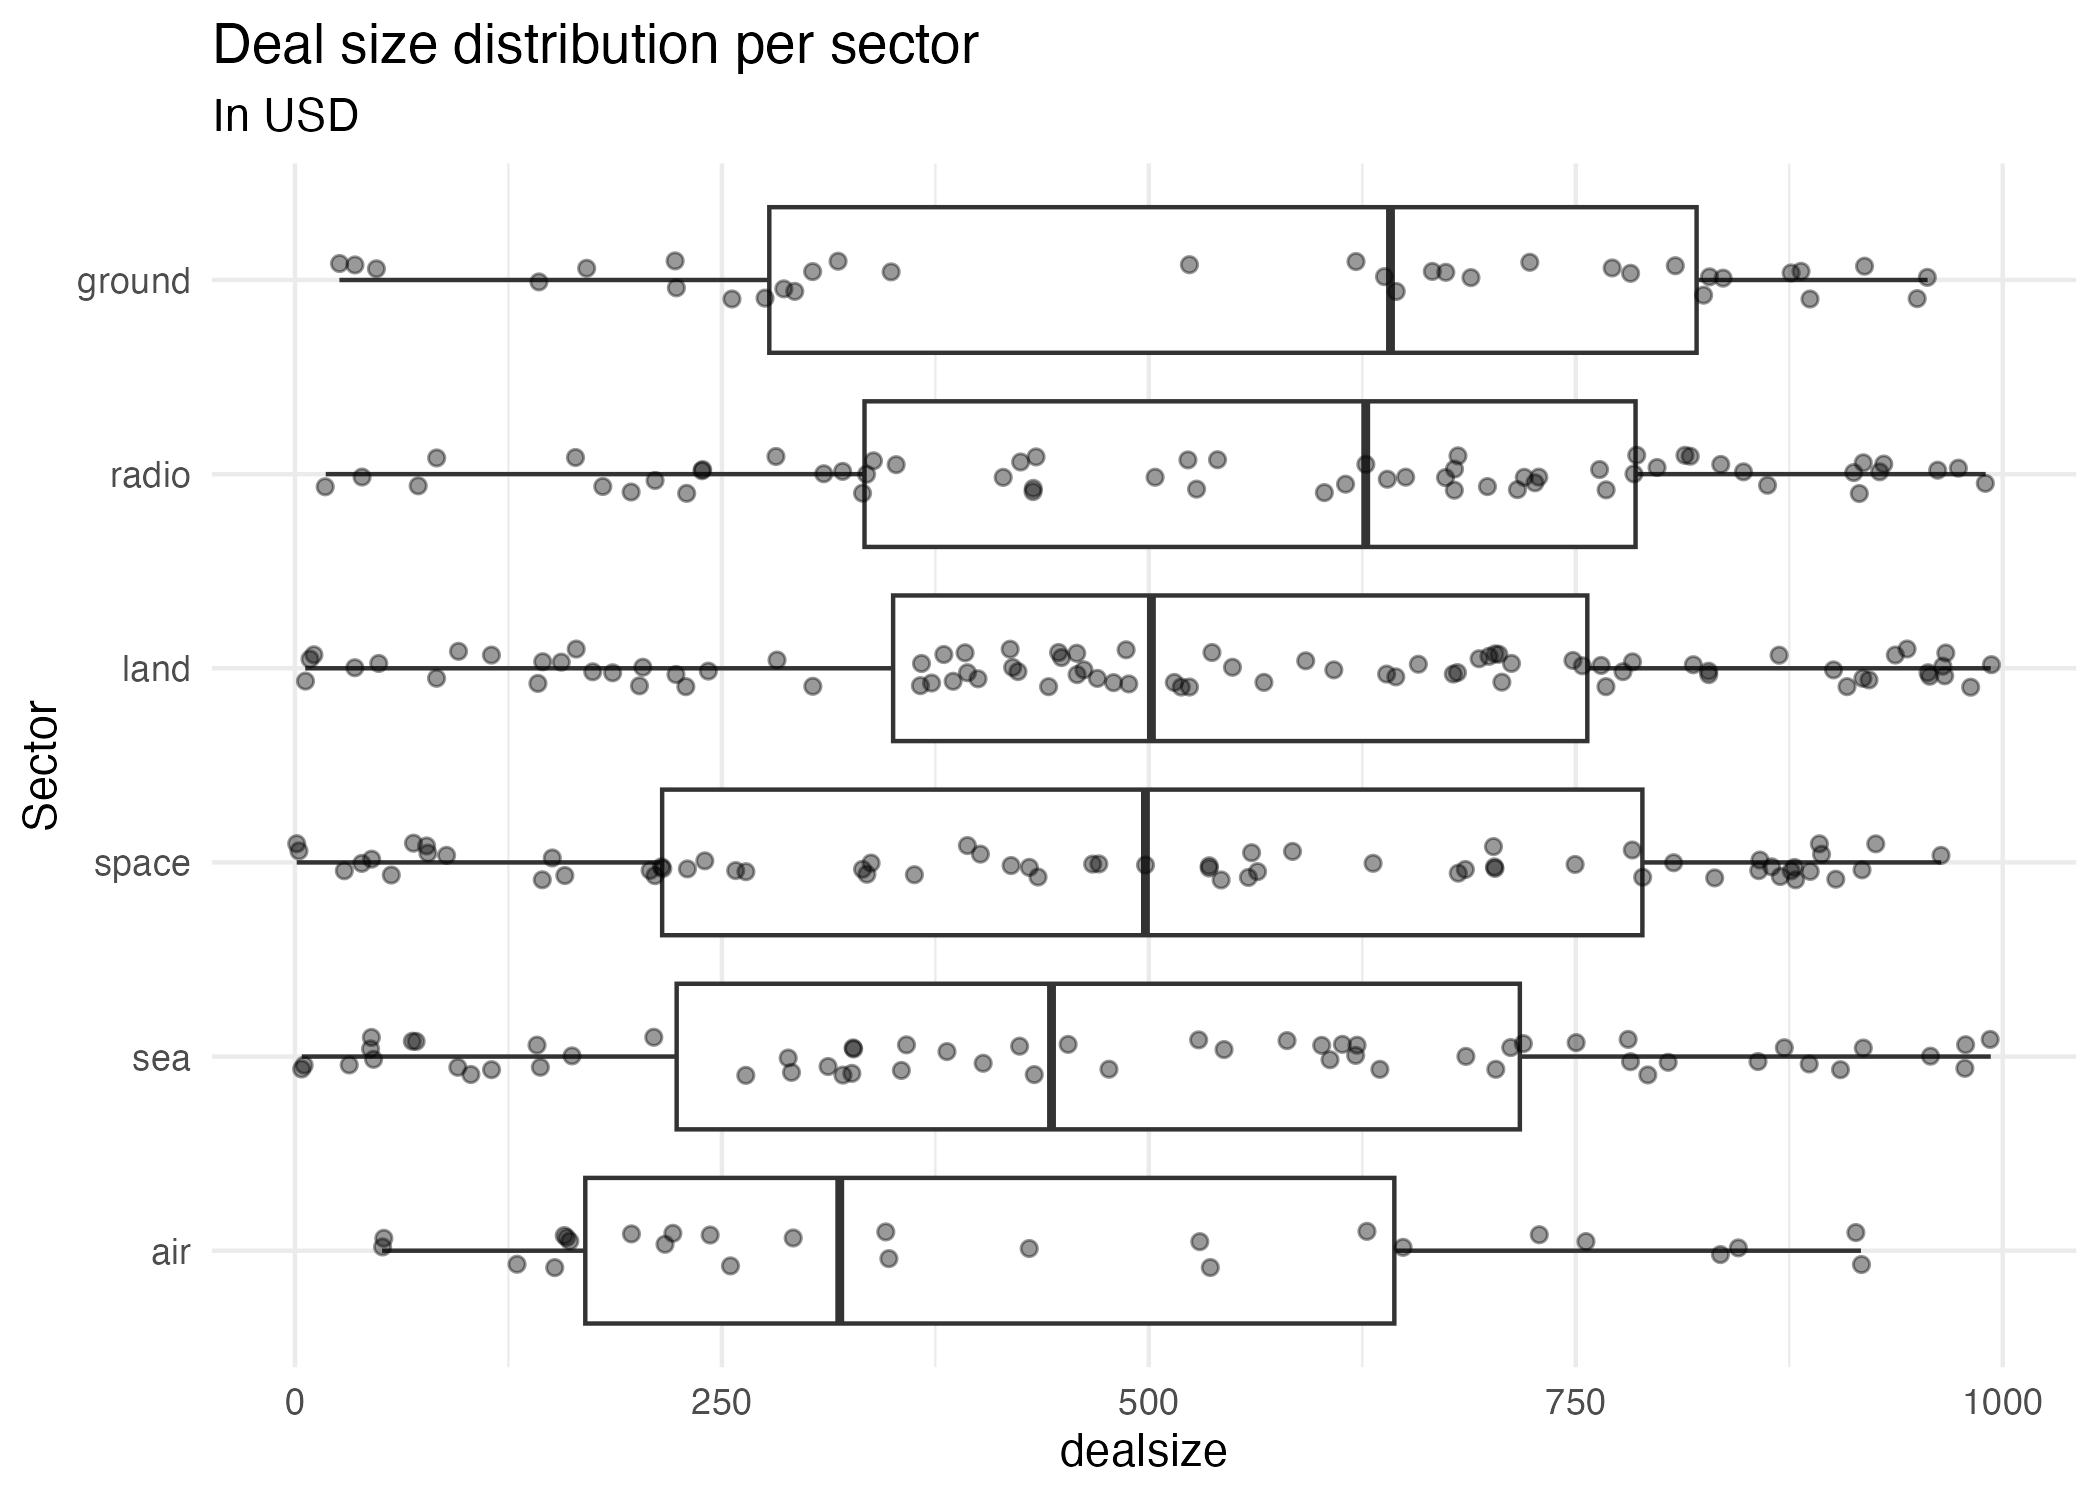 Deal size distribution per sector
In USD
ground
radio
land
space
sea
air
Sector
0
250
500
750
1000
dealsize